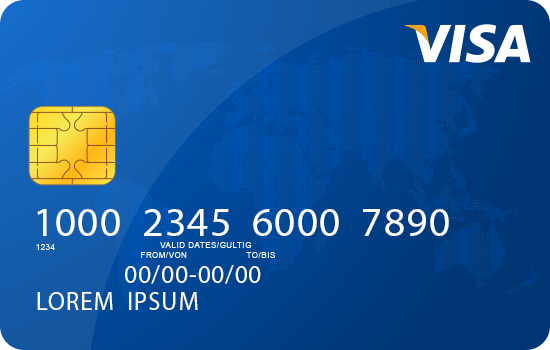 VISA
1000 2345 6000 7890
1234
VALID DATES/GULTIG
FROM/VON TO/BIS
00/00-00/00
LOREM IPSUM